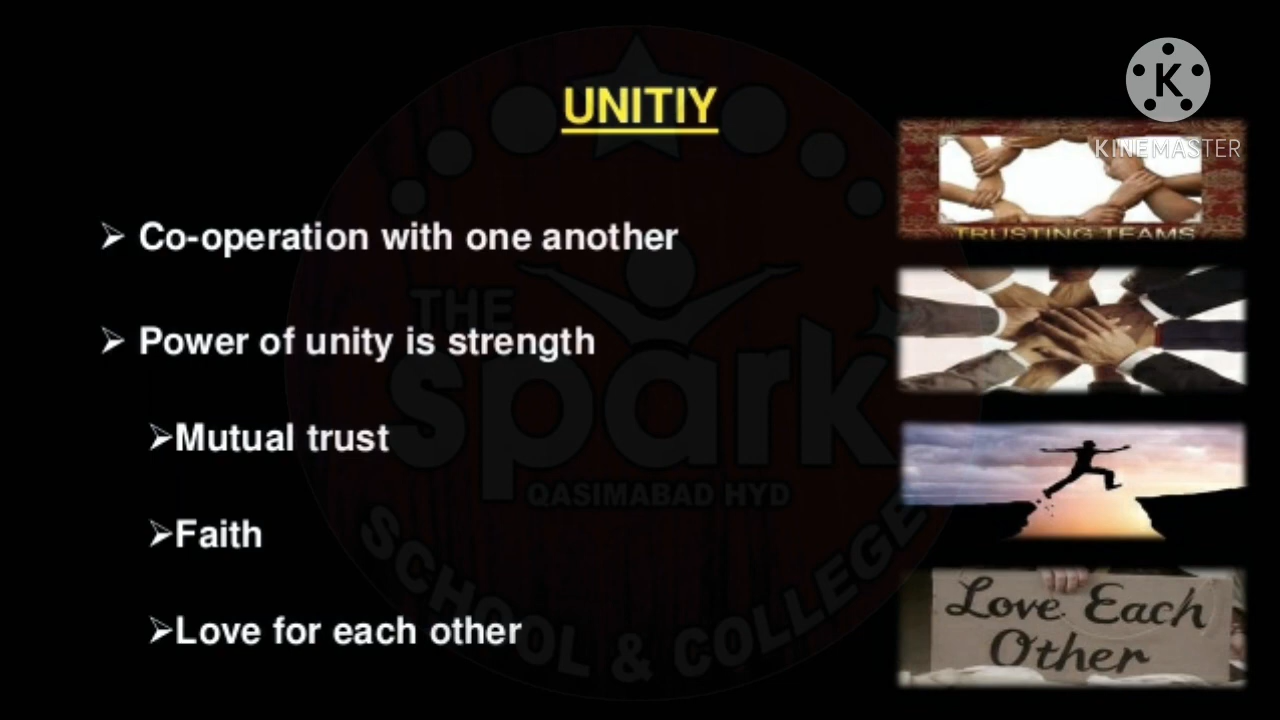 UNITIY
K
KINEMASTER
TRUSTING TEAMS
Co-operation with one another
Power of unity is strength
Mutual trust
Faith
Love for each other
Love Each
Other
THE
spark
QASIMABAD HYD
SCHOOL & COLLEGE